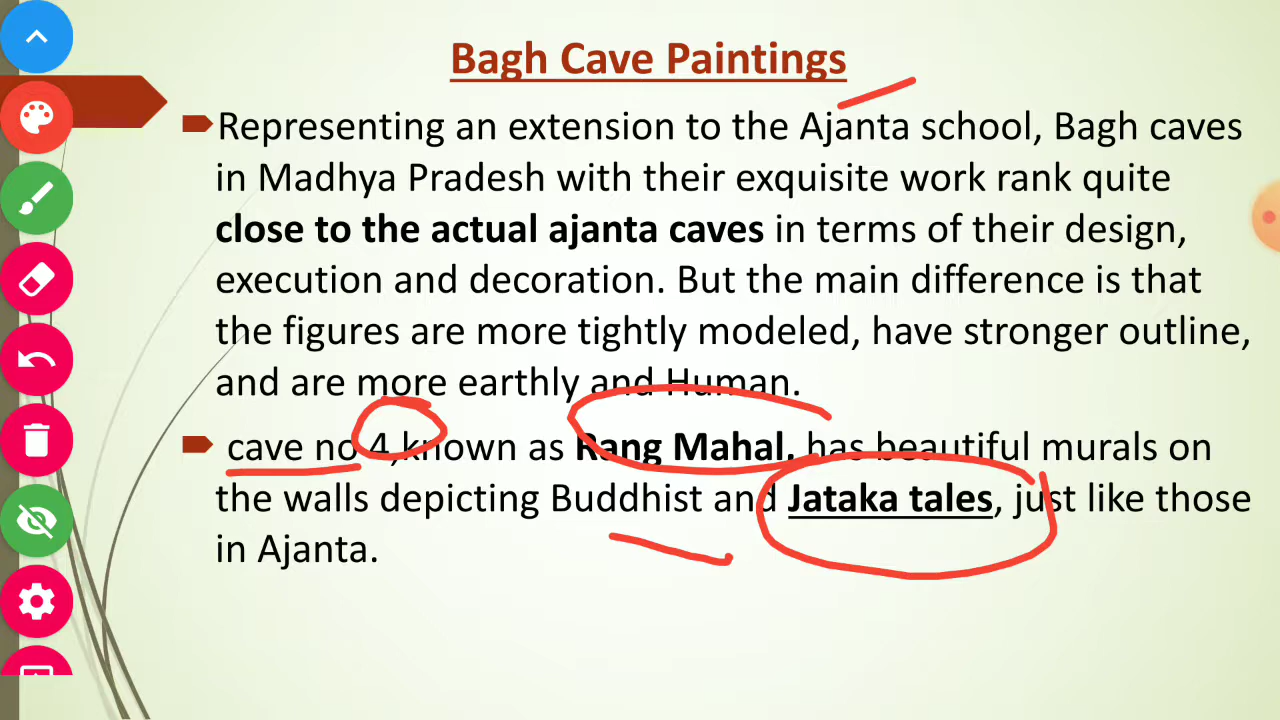 Bagh Cave Paintings
Representing an extension to the Ajanta school, Bagh caves
in Madhya Pradesh with their exquisite work rank quite
close to the actual ajanta caves in terms of their design,
execution and decoration. But the main difference is that
the figures are more tightly modeled, have stronger outline,
and are more earthly and Human.
cave no 4,known as Rang Mahal, has beautiful murals on
the walls depicting Buddhist and Jataka tales, just like those
in Ajanta.